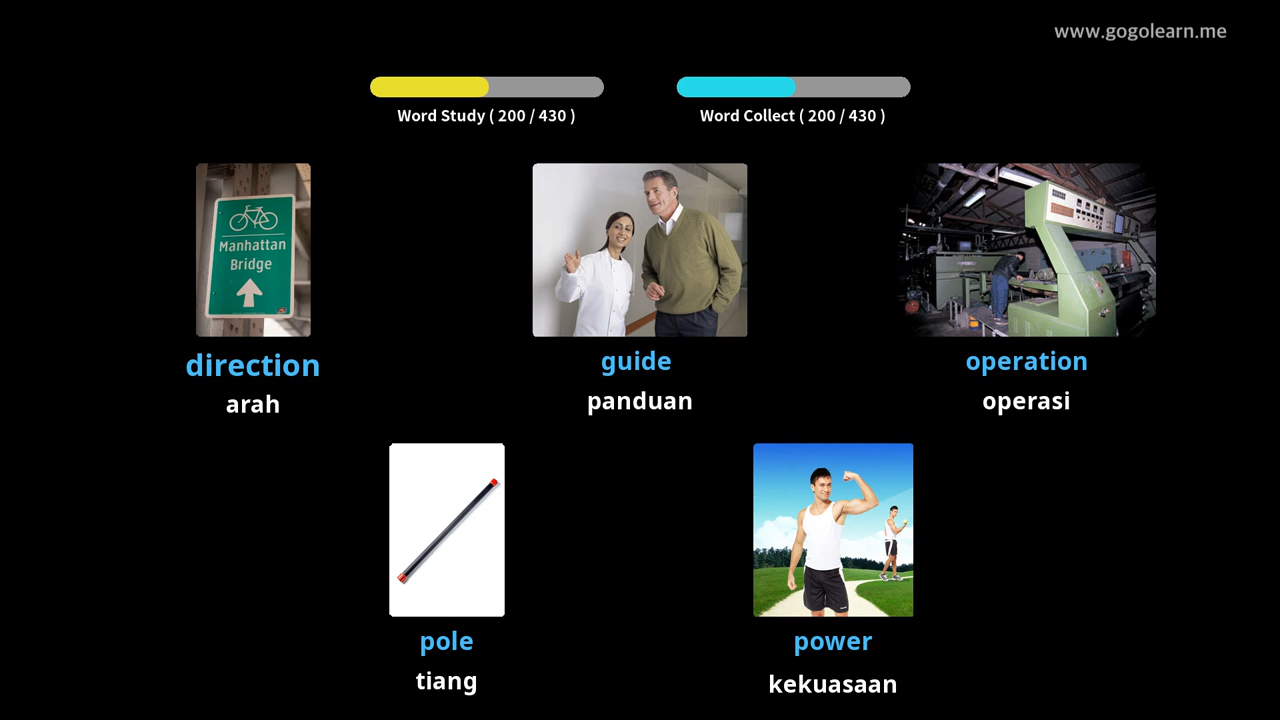 www.gogolearn.me
Word Study ( 200 / 430 )
Word Collect ( 200 / 430 )
Manhattan
Bridge
direction
arah
guide
panduan
operation
operasi
pole
tiang
power
kekuasaan